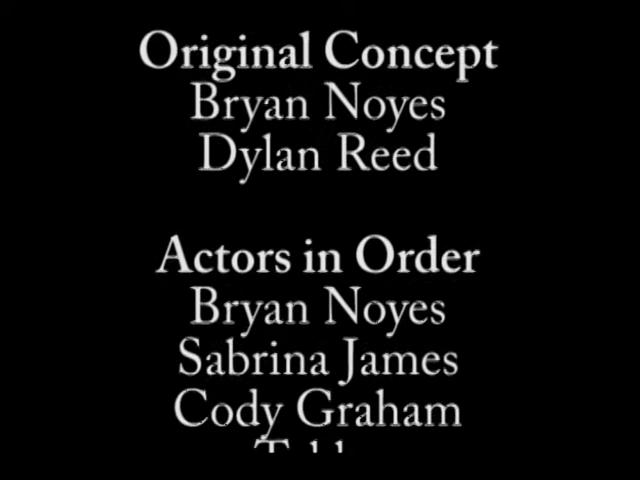 Original Concept
Bryan Noyes
Dylan Reed
Actors in Order
Bryan Noyes
Sabrina James
Cody Graham